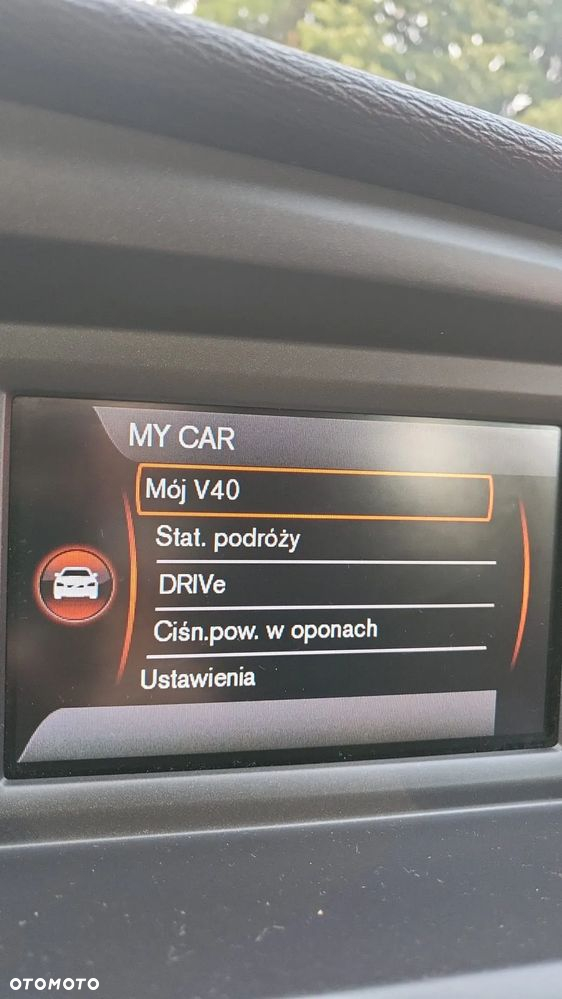 MY CAR
Mój V40
Stat. podróży
DRIVe
Ciśn.pow. w oponach
Ustawienia
OTOMOTO